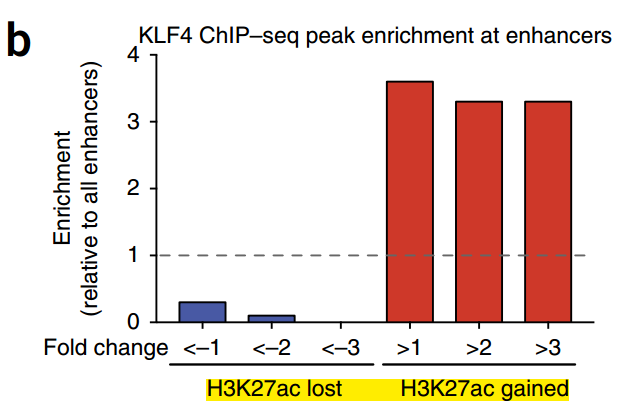 b
KLF4 ChIP–seq peak enrichment at enhancers
Enrichment
(relative to all enhancers)
4
3
2
1
0
Fold change <–1 <–2 <–3 >1 >2 >3
H3K27ac lost H3K27ac gained